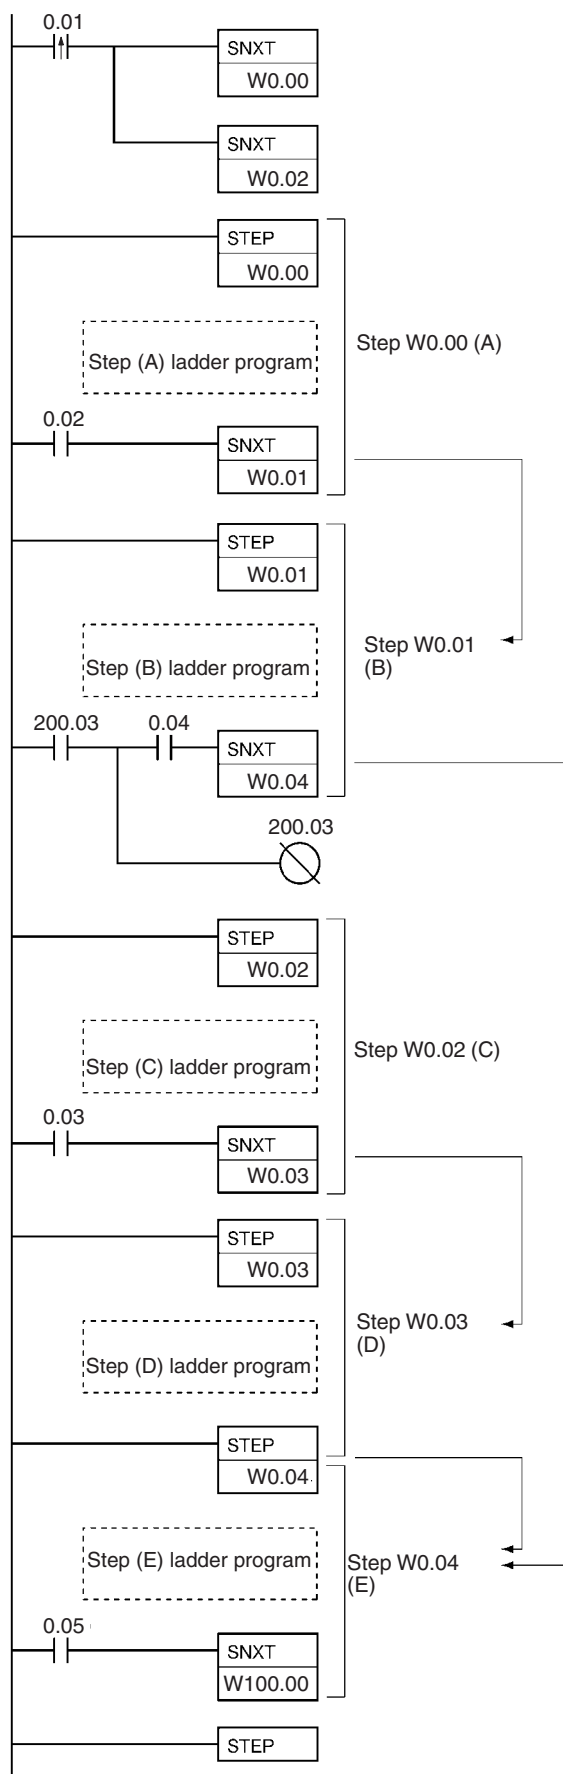 0.01
SNXT
W0.00
SNXT
W0.02
STEP
W0.00
Step (A) ladder program
Step W0.00 (A)
0.02
SNXT
W0.01
STEP
W0.01
Step (B) ladder program
Step W0.01
(B)
200.03
0.04
SNXT
W0.04
200.03
STEP
W0.02
Step (C) ladder program
Step W0.02 (C)
0.03
SNXT
W0.03
STEP
W0.03
Step (D) ladder program
Step W0.03
(D)
STEP
W0.04
Step (E) ladder program
Step W0.04
(E)
0.05
SNXT
W100.00
STEP